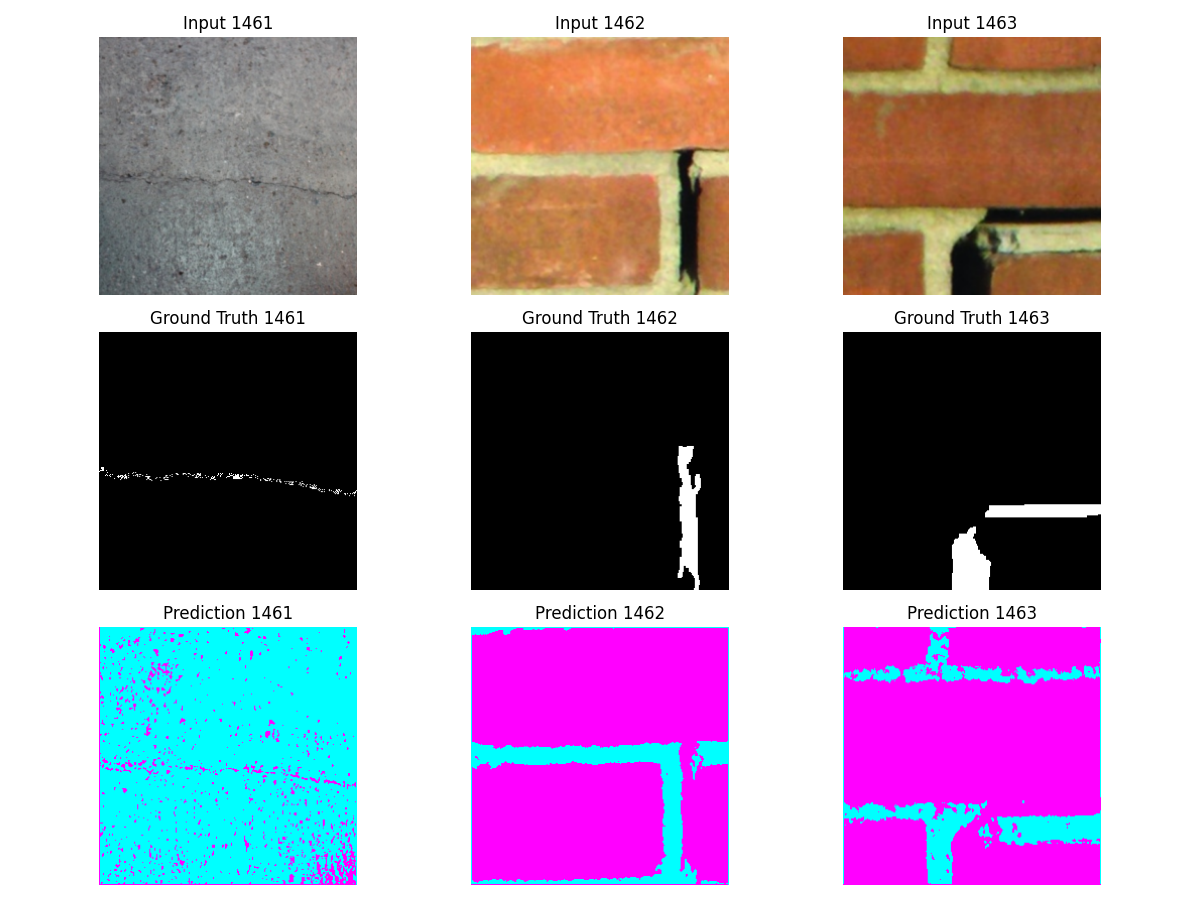 Input 1461
Input 1462
Input 1463
Ground Truth 1461
Ground Truth 1462
Ground Truth 1463
Prediction 1461
Prediction 1462
Prediction 1463